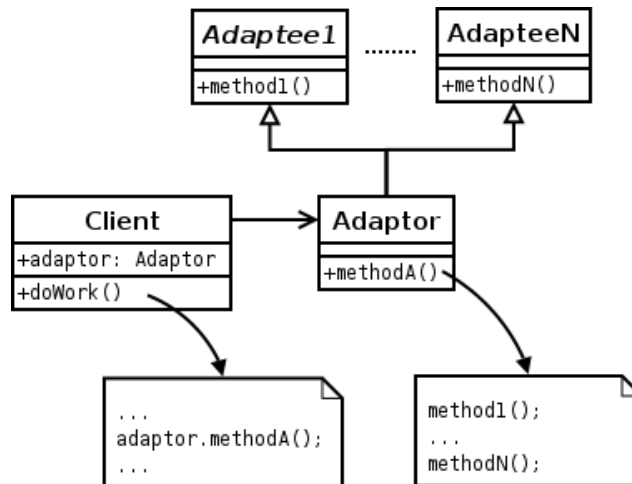 Adaptee1
+method1()
........
AdapteeN
+methodN()
Client
+adaptor: Adaptor
+doWork()
Adaptor
+methodA()
...
adaptor.methodA();
...
method1();
...
methodN();